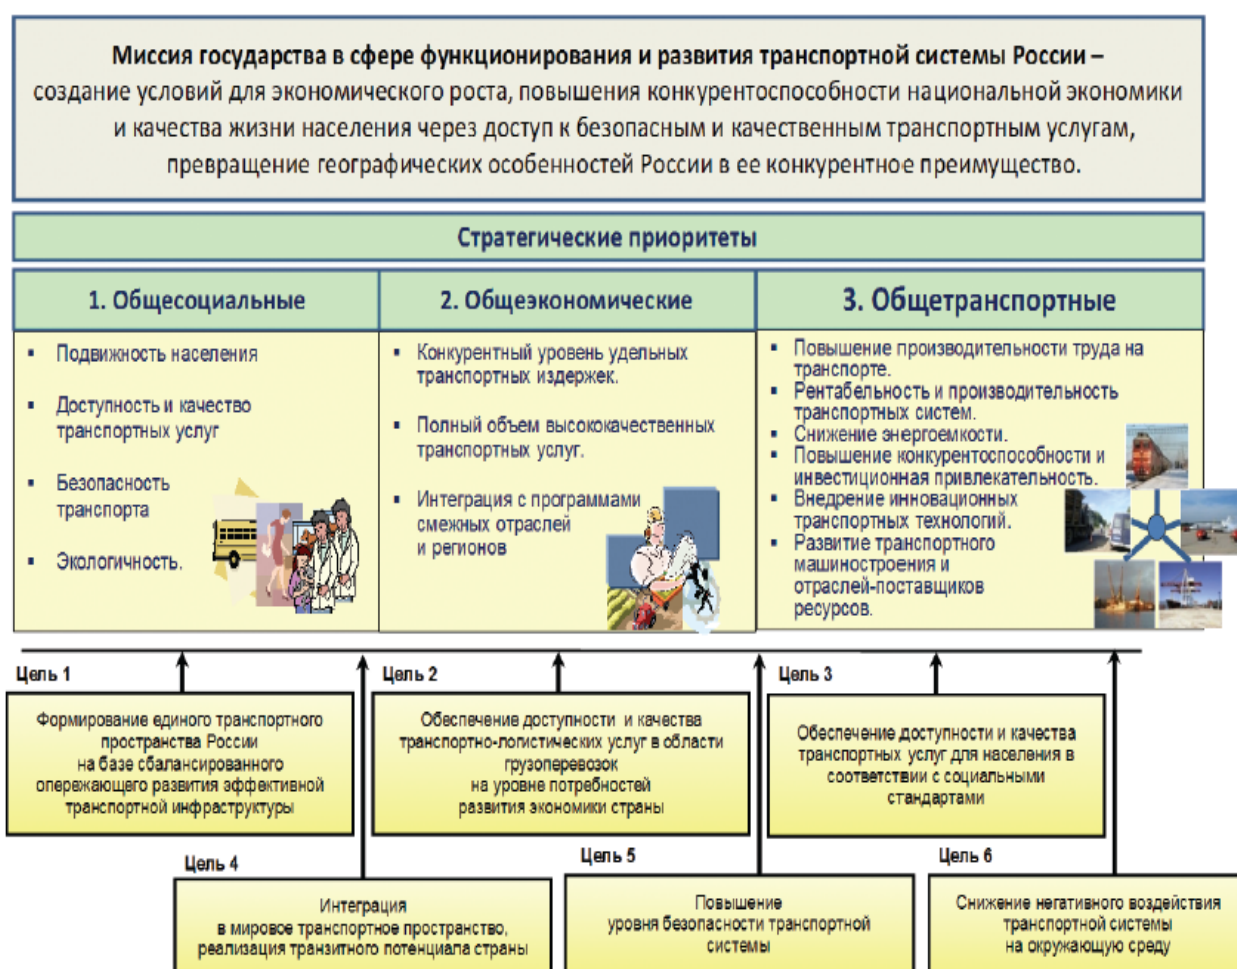 Миссия государства в сфере функционирования и развития транспортной системы России –
создание условий для экономического роста, повышения конкурентоспособности национальной экономики
и качества жизни населения через доступ к безопасным и качественным транспортным услугам,
превращение географических особенностей России в ее конкурентное преимущество.
Стратегические приоритеты
1. Общесоциальные
▪ Подвижность населения
▪ Доступность и качество
транспортных услуг
▪ Безопасность
транспорта
▪ Экологичность.
2. Общеэкономические
▪ Конкурентный уровень удельных
транспортных издержек.
▪ Полный объем высококачественных
транспортных услуг.
▪ Интеграция с программами
смежных отраслей
и регионов
3. Общетранспортные
▪ Повышение производительности труда на
транспорте.
▪ Рентабельность и производительность
транспортных систем.
▪ Снижение энергоемкости.
▪ Повышение конкурентоспособности и
инвестиционная привлекательность.
▪ Внедрение инновационных
транспортных технологий.
▪ Развитие транспортного
машиностроения и
отраслей-поставщиков
ресурсов.
Цель 1
Формирование единого транспортного
пространства России
на базе сбалансированного
опережающего развития эффективной
транспортной инфраструктуры
Цель 2
Обеспечение доступности и качества
транспортно-логистических услуг в области
грузоперевозок
на уровне потребностей
развития экономики страны
Цель 3
Обеспечение доступности и качества
транспортных услуг для населения в
соответствии с социальными
стандартами
Цель 4
Интеграция
в мировое транспортное пространство,
реализация транзитного потенциала страны
Цель 5
Повышение
уровня безопасности транспортной
системы
Цель 6
Снижение негативного воздействия
транспортной системы
на окружающую среду